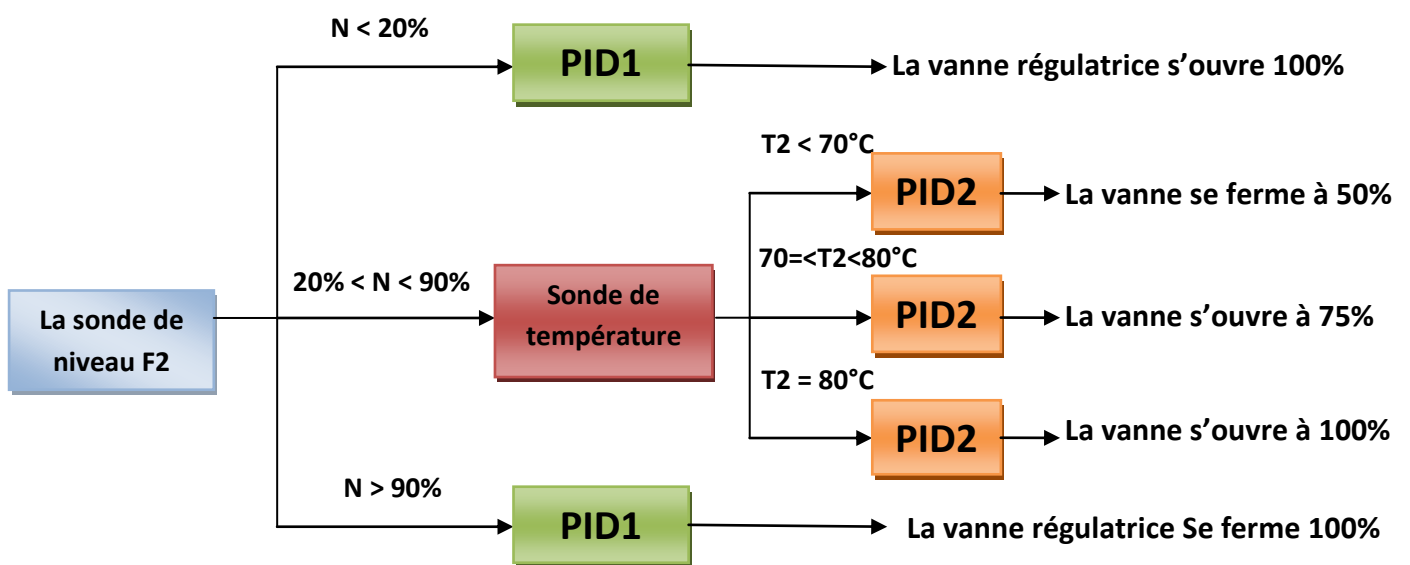 N < 20%
PID1
La vanne régulatrice s’ouvre 100%
T2 < 70°C
PID2
La vanne se ferme à 50%
20% < N < 90%
70=<T2<80°C
La sonde de
niveau F2
Sonde de
température
PID2
La vanne s’ouvre à 75%
T2 = 80°C
PID2
La vanne s’ouvre à 100%
N > 90%
PID1
La vanne régulatrice Se ferme 100%